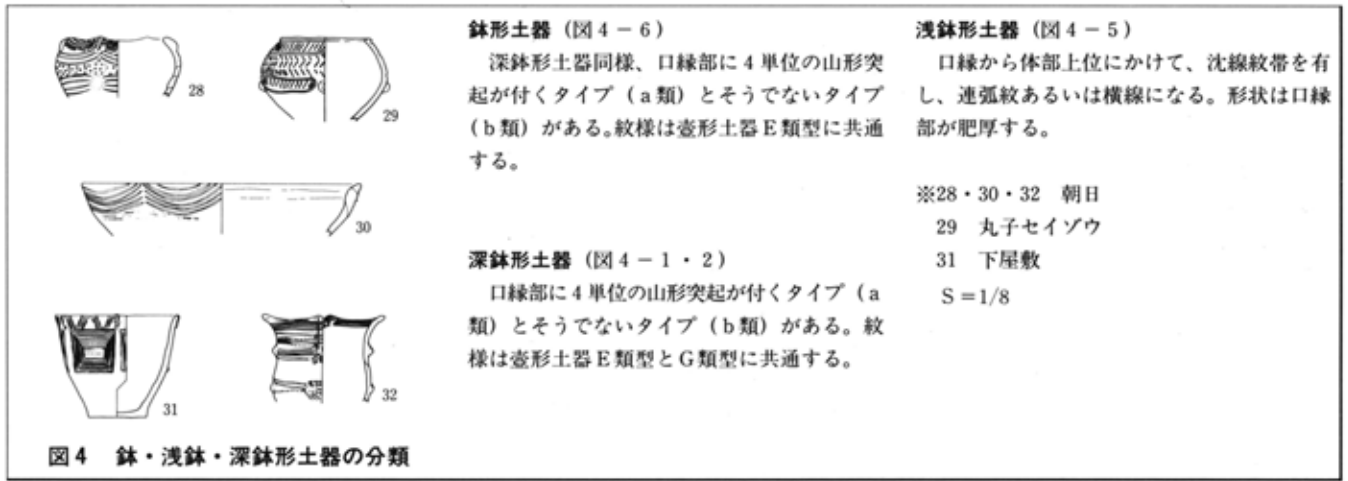 28
29
30
31
32
図4　鉢・浅鉢・深鉢形土器の分類
鉢形土器（図4－6）
深鉢形土器同様、口縁部に4単位の山形突
起が付くタイプ（a類）とそうでないタイプ
（b類）がある。紋様は壺形土器E類型に共通
する。
深鉢形土器（図4－1・2）
口縁部に4単位の山形突起が付くタイプ（a
類）とそうでないタイプ（b類）がある。紋
様は壺形土器E類型とG類型に共通する。
浅鉢形土器（図4－5）
口縁から体部上位にかけて、沈線紋帯を有
し、連弧紋あるいは横線になる。形状は口縁
部が肥厚する。
※28・30・32　朝日
29　丸子セイゾウ
31　下屋敷
S＝1/8